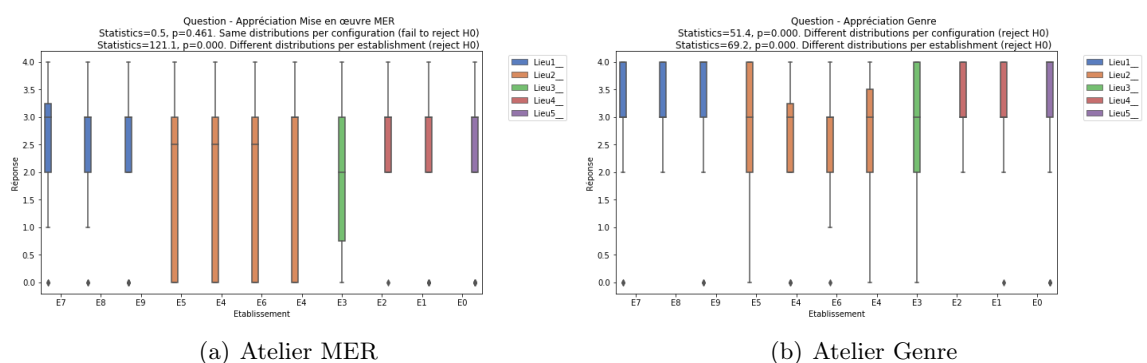 Question - Appréciation Mise en œuvre MER
Statistics=0.5, p=0.461. Same distributions per configuration (fail to reject H0)
Statistics=121.1, p=0.000. Different distributions per establishment (reject H0)
4.0
3.5
3.0
2.5
2.0
1.5
1.0
0.5
0.0
Réponse
E7 E8 E9 E5 E4 E6 E4 E3 E2 E1 E0
Etablissement
Lieu1__
Lieu2__
Lieu3__
Lieu4__
Lieu5__
(a) Atelier MER
Question - Appréciation Genre
Statistics=51.4, p=0.000. Different distributions per configuration (reject H0)
Statistics=69.2, p=0.000. Different distributions per establishment (reject H0)
4.0
3.5
3.0
2.5
2.0
1.5
1.0
0.5
0.0
Réponse
E7 E8 E9 E5 E4 E6 E4 E3 E2 E1 E0
Etablissement
Lieu1__
Lieu2__
Lieu3__
Lieu4__
Lieu5__
(b) Atelier Genre